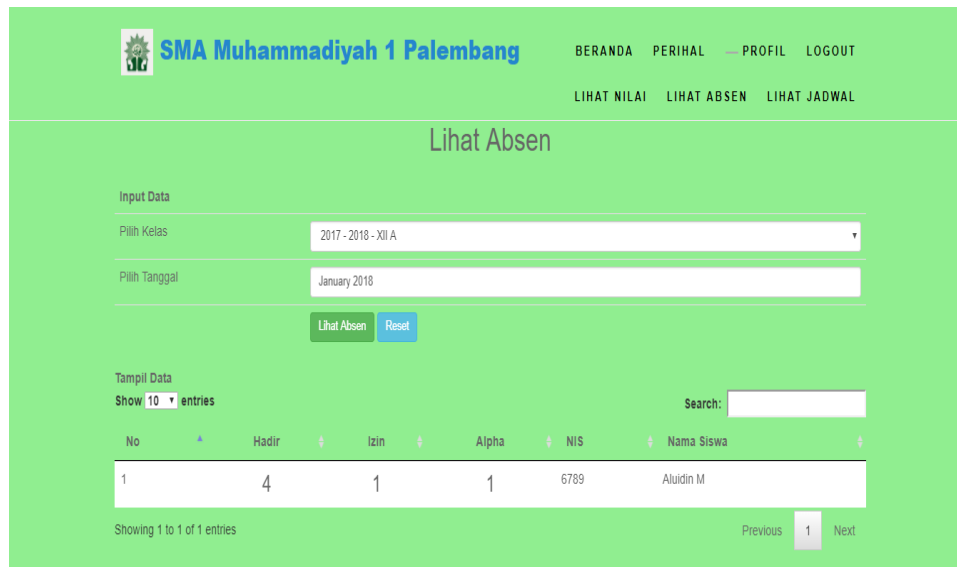 SMA Muhammadiyah 1 Palembang
BERANDA PERIHAL — PROFIL LOGOUT
LIHAT NILAI LIHAT ABSEN LIHAT JADWAL
Lihat Absen
Input Data
Pilih Kelas 2017 - 2018 - XII A
Pilih Tanggal January 2018
Lihat Absen Reset
Tampil Data
Show 10 entries Search:
No Hadir Izin Alpha NIS Nama Siswa
1 4 1 1 6789 Aluidin M
Showing 1 to 1 of 1 entries Previous 1 Next